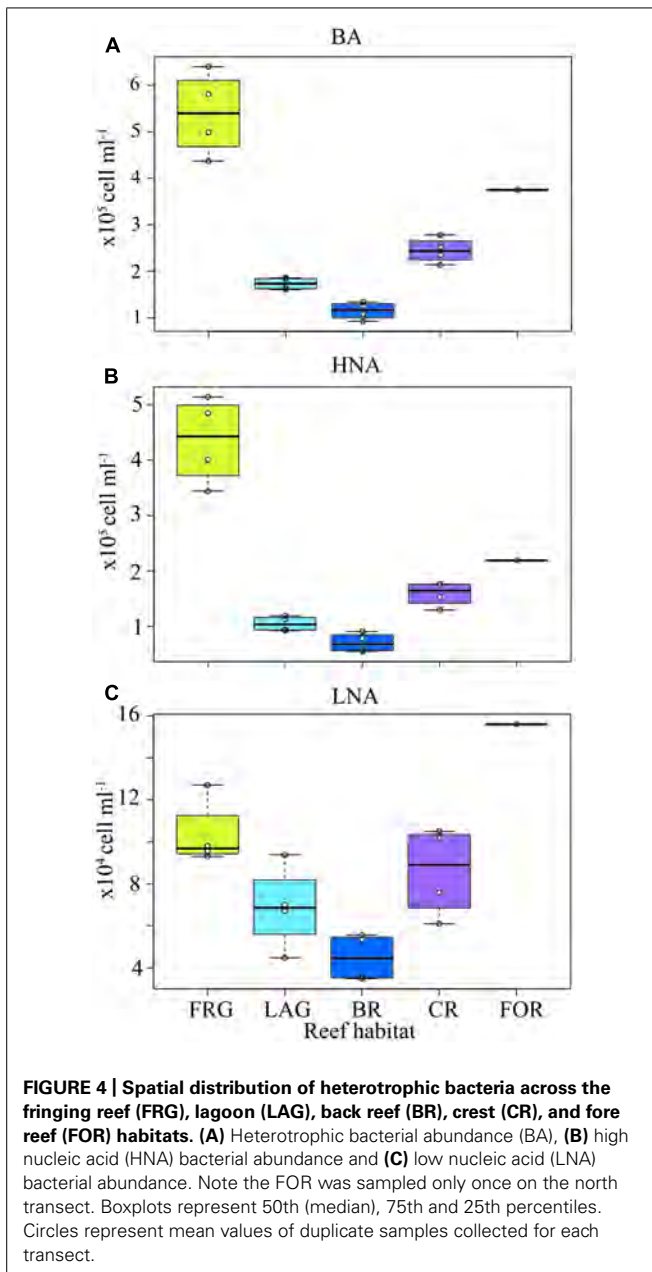 A
BA
x10⁵ cell ml⁻¹
6
5
4
3
2
1
B
HNA
x10⁵ cell ml⁻¹
5
4
3
2
1
C
LNA
x10⁴ cell ml⁻¹
16
12
8
4
FRG LAG BR CR FOR
Reef habitat
FIGURE 4 | Spatial distribution of heterotrophic bacteria across the
fringing reef (FRG), lagoon (LAG), back reef (BR), crest (CR), and fore
reef (FOR) habitats. (A) Heterotrophic bacterial abundance (BA), (B) high
nucleic acid (HNA) bacterial abundance and (C) low nucleic acid (LNA)
bacterial abundance. Note the FOR was sampled only once on the north
transect. Boxplots represent 50th (median), 75th and 25th percentiles.
Circles represent mean values of duplicate samples collected for each
transect.